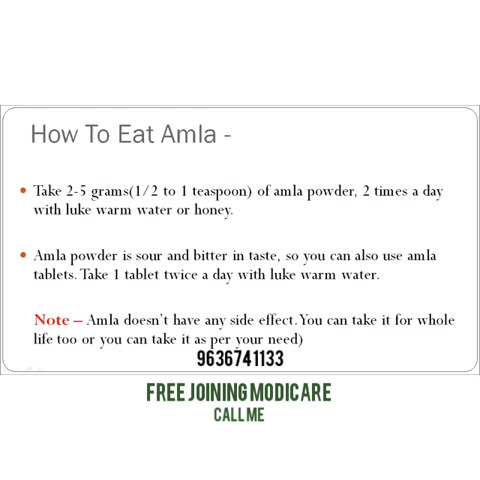 How To Eat Amla -
Take 2-5 grams(1/2 to 1 teaspoon) of amla powder, 2 times a day
with luke warm water or honey.
Amla powder is sour and bitter in taste, so you can also use amla
tablets. Take 1 tablet twice a day with luke warm water.
Note – Amla doesn't have any side effect. You can take it for whole
life too or you can take it as per your need)
9636741133
FREE JOINING MODICARE
CALL ME